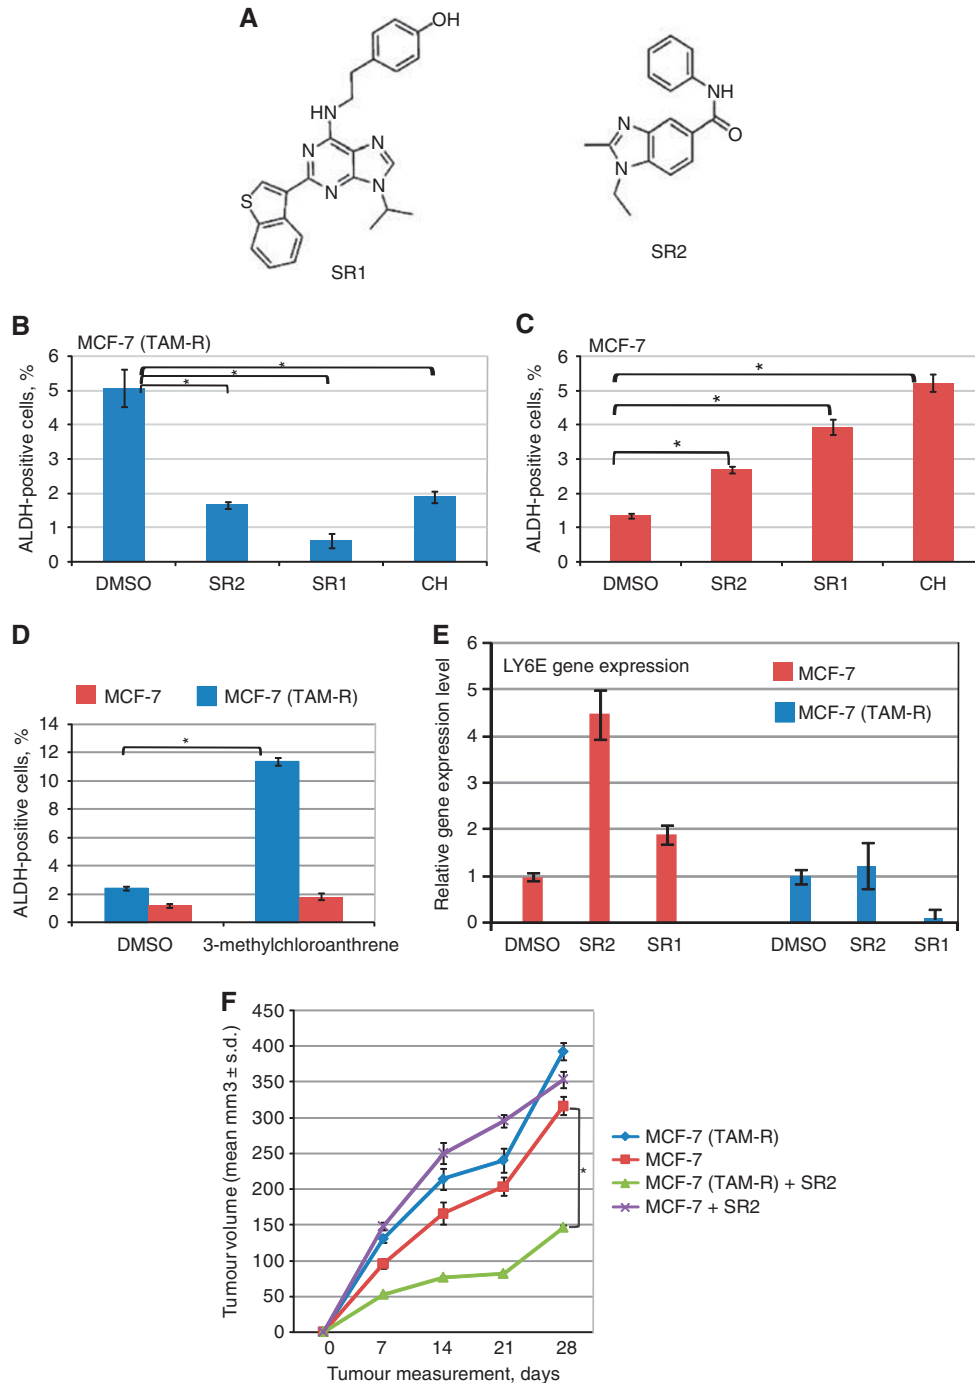 A
OH
HN
N
N
N
N
S
SR1
NH
O
N
N
SR2
B
MCF-7 (TAM-R)
ALDH-positive cells, %
6
5
4
3
2
1
0
*
*
*
DMSO SR2 SR1 CH
C
MCF-7
ALDH-positive cells, %
6
5
4
3
2
1
0
*
*
*
DMSO SR2 SR1 CH
D
MCF-7 MCF-7 (TAM-R)
ALDH-positive cells, %
14
12
10
8
6
4
2
0
*
DMSO 3-methylchloroanthrene
E
LY6E gene expression
MCF-7
MCF-7 (TAM-R)
Relative gene expression level
6
5
4
3
2
1
0
DMSO SR2 SR1 DMSO SR2 SR1
F
Tumour volume (mean mm3 ± s.d.)
450
400
350
300
250
200
150
100
50
0
0 7 14 21 28
Tumour measurement, days
*
MCF-7 (TAM-R)
MCF-7
MCF-7 (TAM-R) + SR2
MCF-7 + SR2